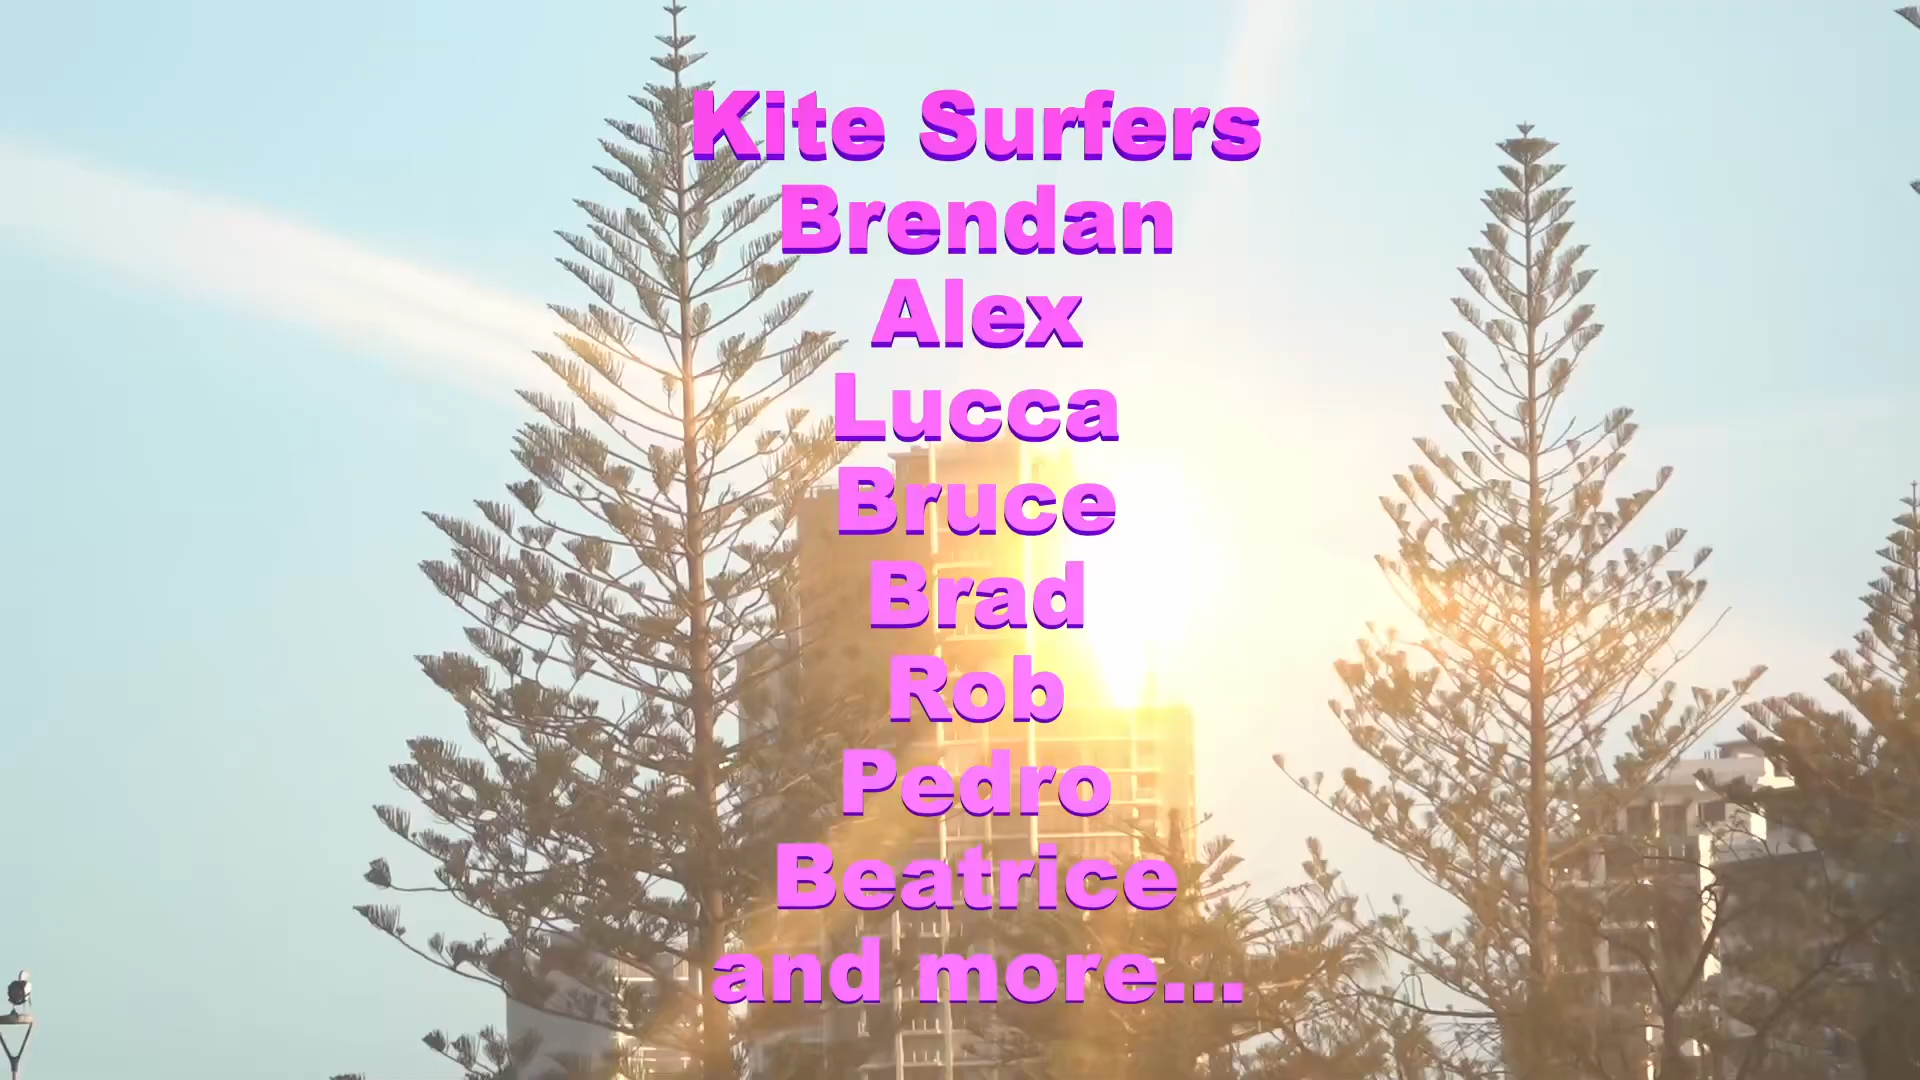 Kite Surfers
Brendan
Alex
Lucca
Bruce
Brad
Rob
Pedro
Beatrice
and more...